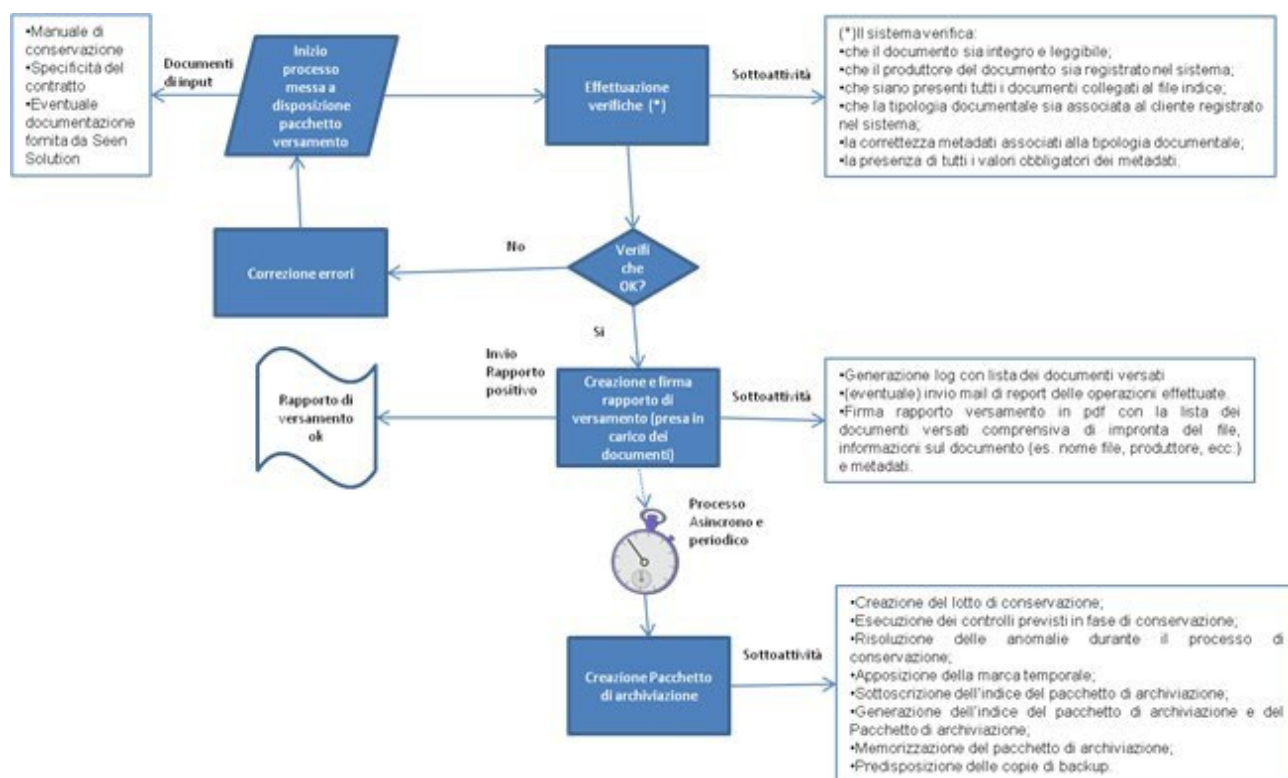 •Manuale di
conservazione
•Specificità del
contratto
•Eventuale
documentazione
fornita da Seen
Solution
Documenti
di input
Inizio
processo
messa a
disposizione
pacchetto
versamento
Effettuazione
verifiche (*)
Sottoattività
(*)Il sistema verifica:
•che il documento sia integro e leggibile;
•che il produttore del documento sia registrato nel sistema;
•che siano presenti tutti i documenti collegati al file indice;
•che la tipologia documentale sia associata al cliente registrato
nel sistema;
•la correttezza metadati associati alla tipologia documentale;
•la presenza di tutti i valori obbligatori dei metadati.
Correzione errori
No
Verifi
che
OK?
Si
Rapporto di
versamento
ok
Invio
Rapporto
positivo
Creazione e firma
rapporto di
versamento (presa in
carico dei
documenti)
Sottoattività
•Generazione log con lista dei documenti versati
•(eventuale) invio mail di report delle operazioni effettuate.
•Firma rapporto versamento in pdf con la lista dei
documenti versati comprensiva di impronta del file,
informazioni sul documento (es. nome file, produttore, ecc.)
e metadati.
Processo
Asincrono e
periodico
Creazione Pacchetto
di archiviazione
Sottoattività
•Creazione del lotto di conservazione;
•Esecuzione dei controlli previsti in fase di conservazione;
•Risoluzione delle anomalie durante il processo di
conservazione;
•Apposizione della marca temporale;
•Sottoscrizione dell'indice del pacchetto di archiviazione;
•Generazione dell'indice del pacchetto di archiviazione e del
Pacchetto di archiviazione;
•Memorizzazione del pacchetto di archiviazione;
•Predisposizione delle copie di backup.